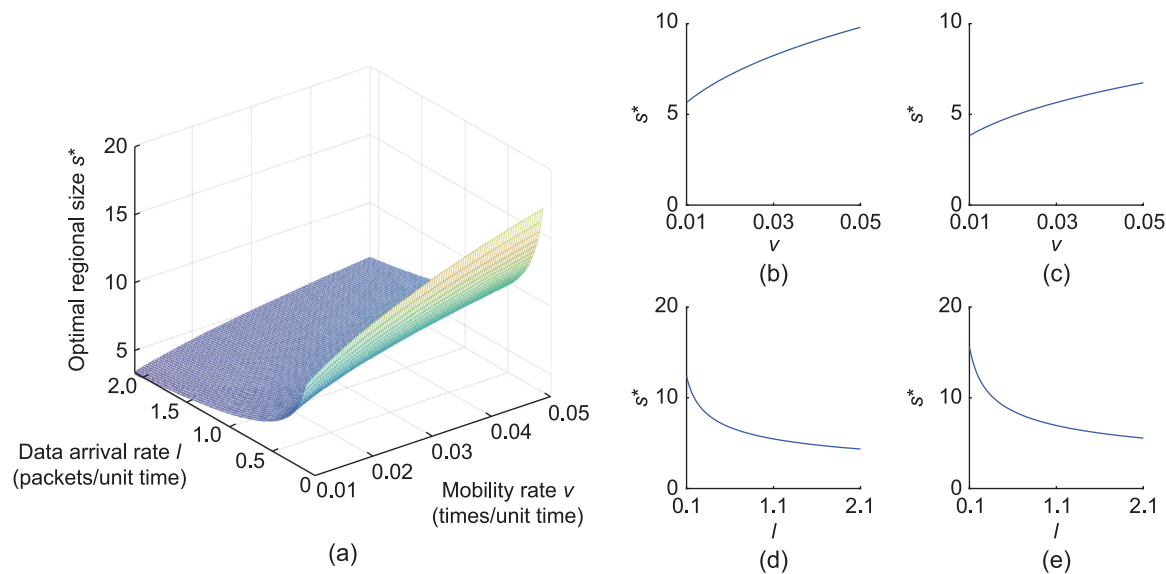 20
15
10
5
Optimal regional size s*
2.0
1.5
1.0
0.5
0
Data arrival rate l
(packets/unit time)
0.01
0.02
0.03
0.04
0.05
Mobility rate v
(times/unit time)
(a)
10
5
0
s*
0.01
0.03
0.05
v
(b)
10
5
0
s*
0.01
0.03
0.05
v
(c)
20
10
0
s*
0.1
1.1
2.1
l
(d)
20
10
0
s*
0.1
1.1
2.1
l
(e)